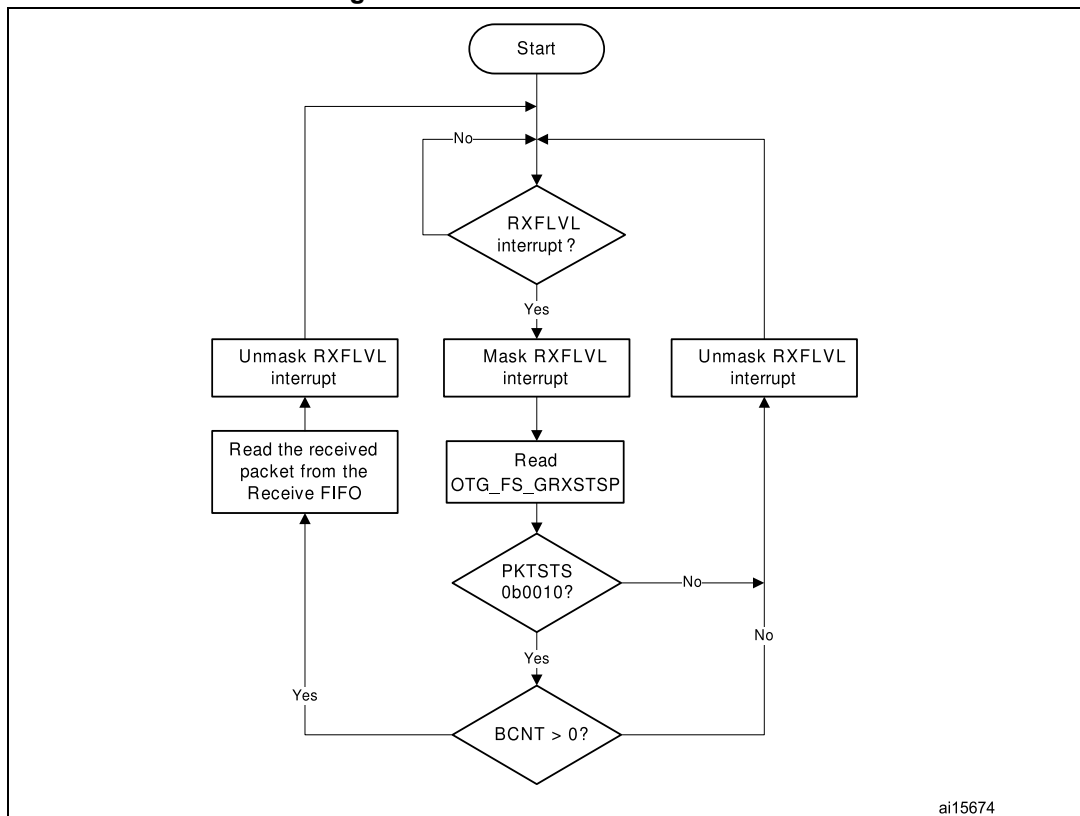 Start
No
RXFLVL
interrupt ?
Yes
Unmask RXFLVL
interrupt
Mask RXFLVL
interrupt
Unmask RXFLVL
interrupt
Read the received
packet from the
Receive FIFO
Read
OTG_FS_GRXSTSP
PKTSTS
0b0010?
No
No
Yes
Yes
BCNT > 0?
ai15674